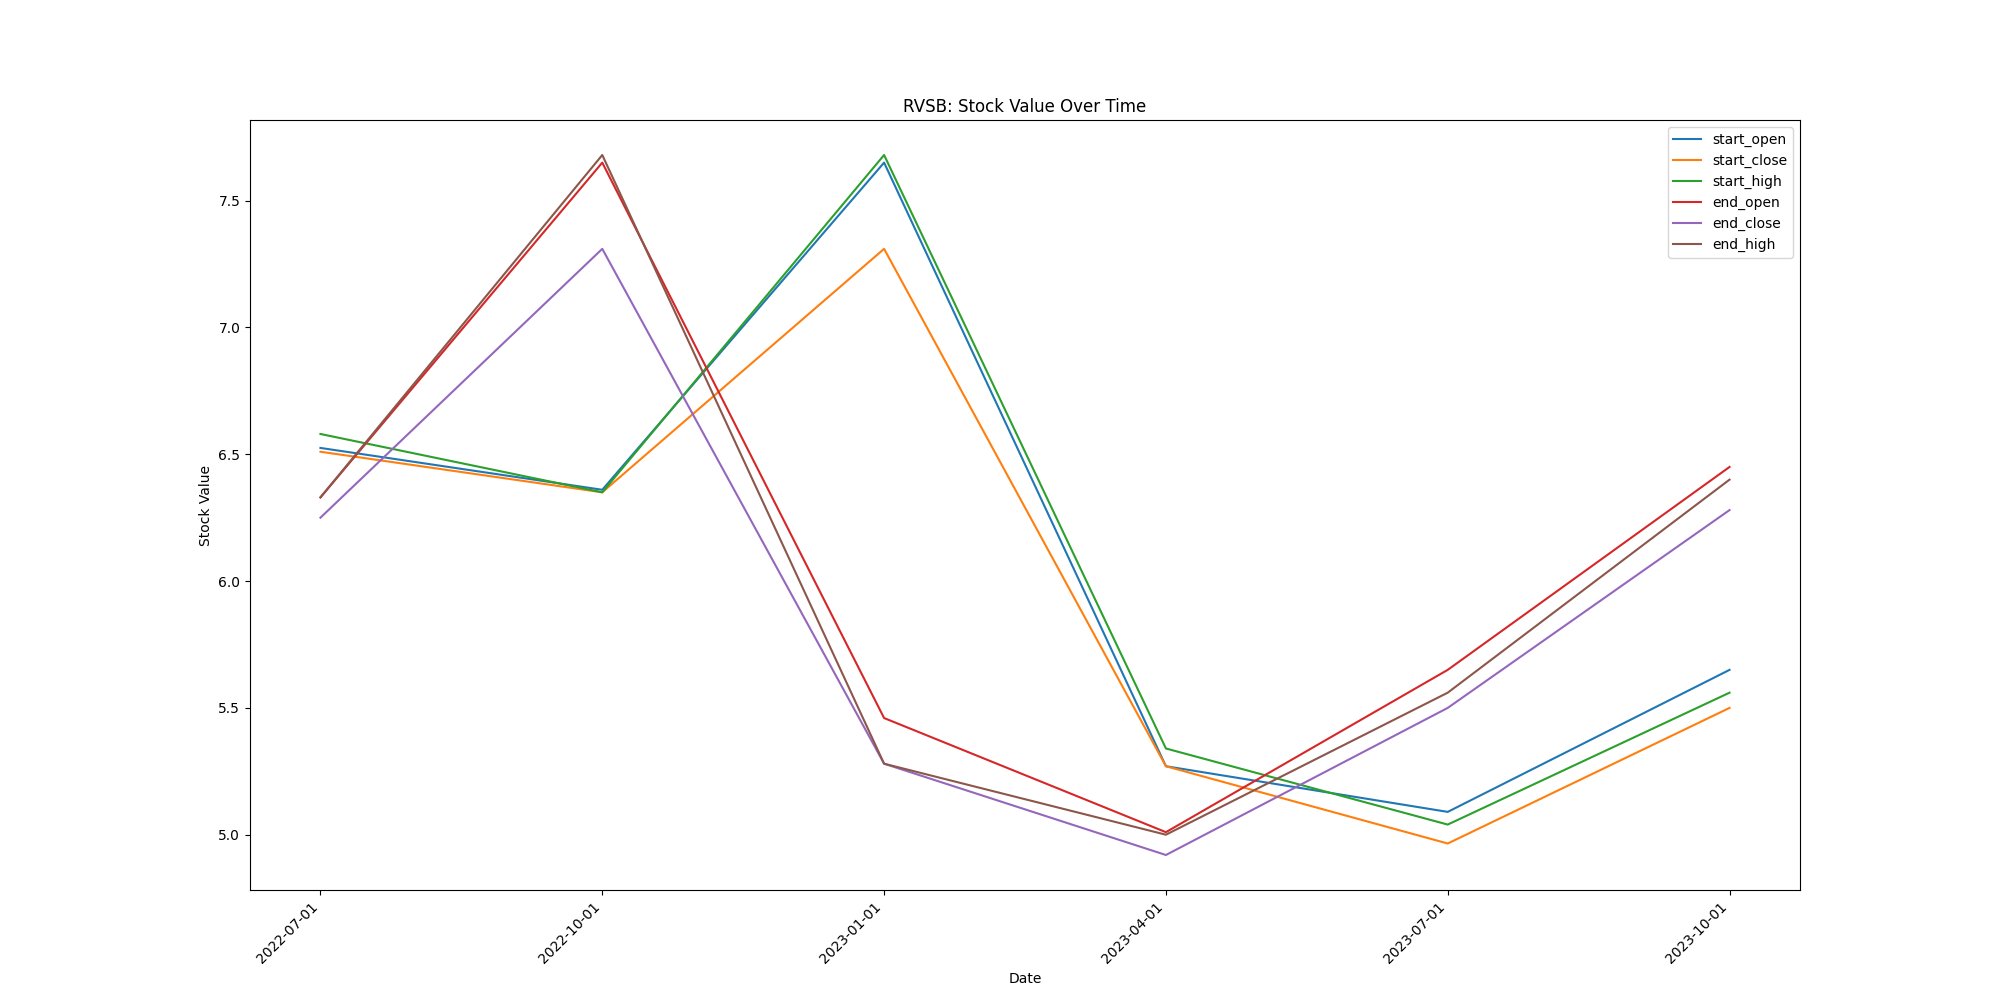 RVSB: Stock Value Over Time
start_open
start_close
start_high
end_open
end_close
end_high
Stock Value
7.5
7.0
6.5
6.0
5.5
5.0
2022-07-01
2022-10-01
2023-01-01
2023-04-01
2023-07-01
2023-10-01
Date